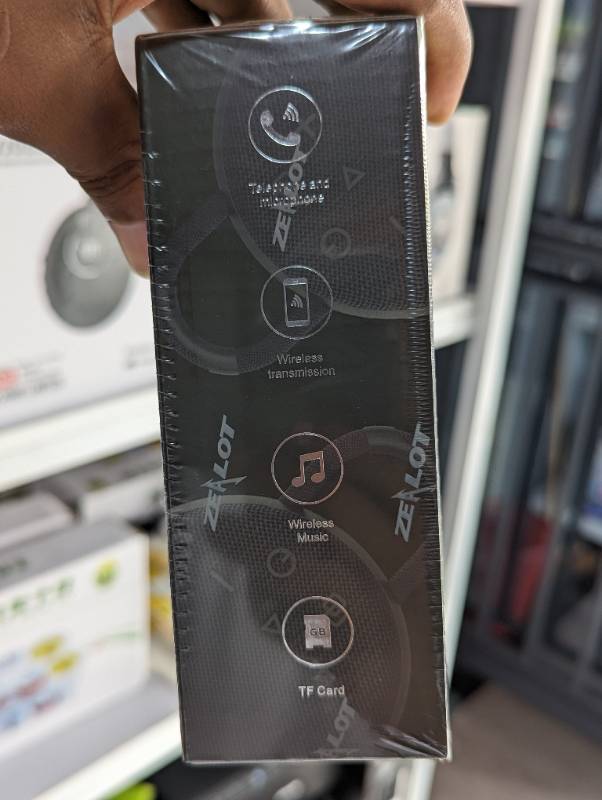 Telephone and
microphone
ZEALOT
Wireless
transmission
ZEALOT
ZEALOT
Wireless
Music
GB
TF Card
ZEALOT